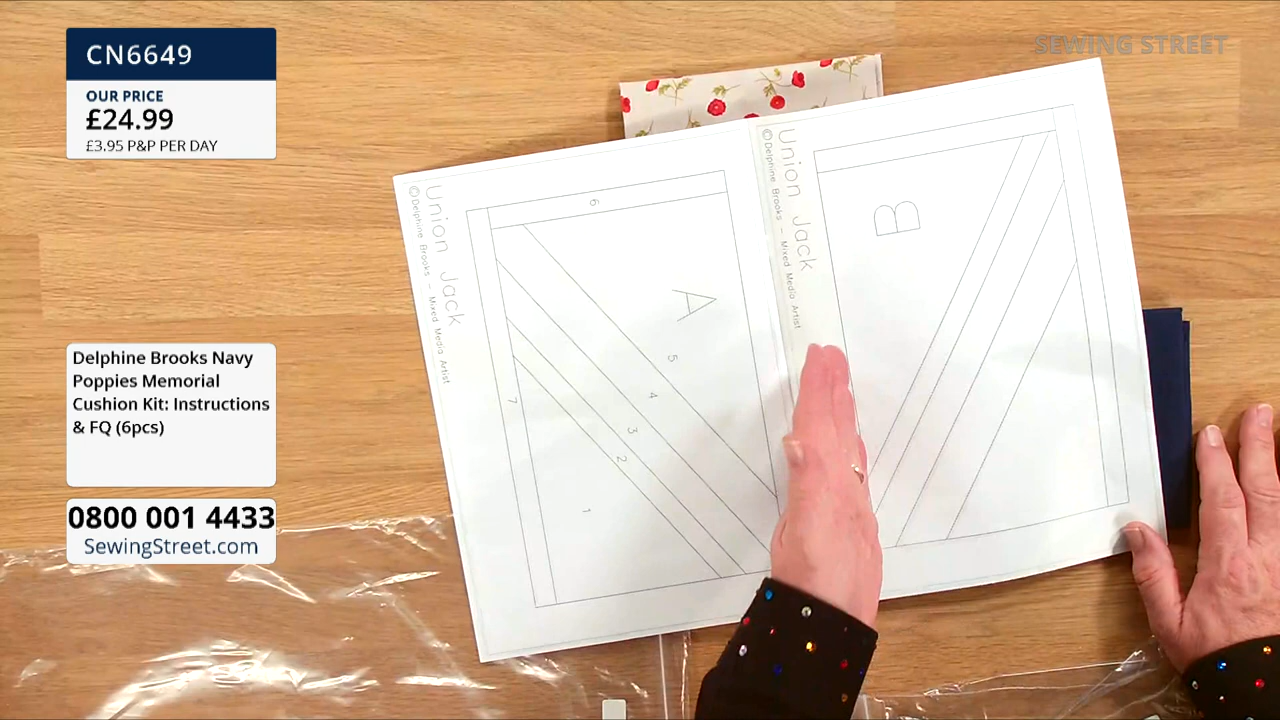 CN6649
OUR PRICE
£24.99
£3.95 P&P PER DAY
SEWING STREET
Delphine Brooks Navy
Poppies Memorial
Cushion Kit: Instructions
& FQ (6pcs)
0800 001 4433
SewingStreet.com
Union Jack
©Delphine Brooks – Mixed Media Artist
6
A
5
4
3
2
7
1
Union Jack
©Delphine Brooks – Mixed Media Artist
B